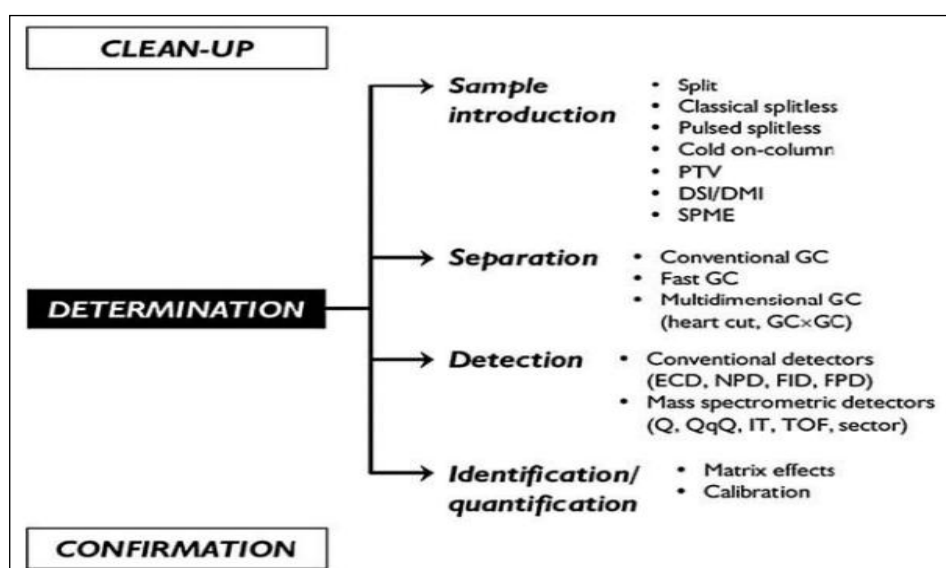 CLEAN-UP
Sample
introduction
• Split
• Classical splitless
• Pulsed splitless
• Cold on-column
• PTV
• DSI/DMI
• SPME
Separation
• Conventional GC
• Fast GC
• Multidimensional GC
(heart cut, GC×GC)
DETERMINATION
Detection
• Conventional detectors
(ECD, NPD, FID, FPD)
• Mass spectrometric detectors
(Q, QqQ, IT, TOF, sector)
Identification/
quantification
• Matrix effects
• Calibration
CONFIRMATION